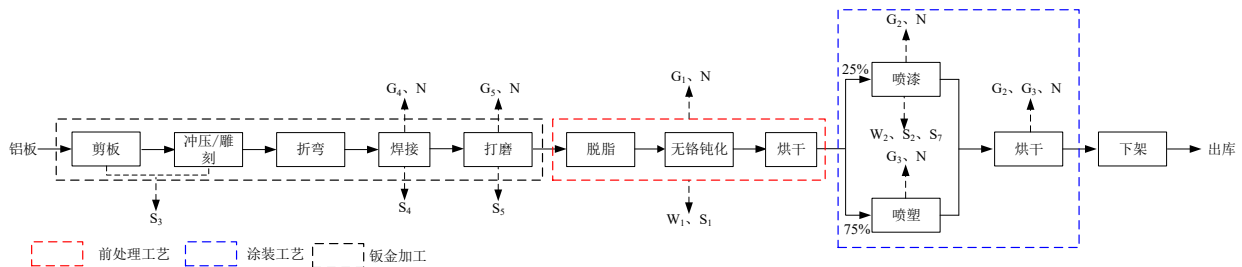 G₂、N
25%
喷漆
G₄、N
G₅、N
G₁、N
G₂、G₃、N
W₂、S₂、S₇
铝板
剪板
冲压/雕
刻
折弯
焊接
打磨
脱脂
无铬钝化
烘干
烘干
下架
出库
G₃、N
75%
喷塑
S₃
S₄
S₅
W₁、S₁
前处理工艺
涂装工艺
钣金加工